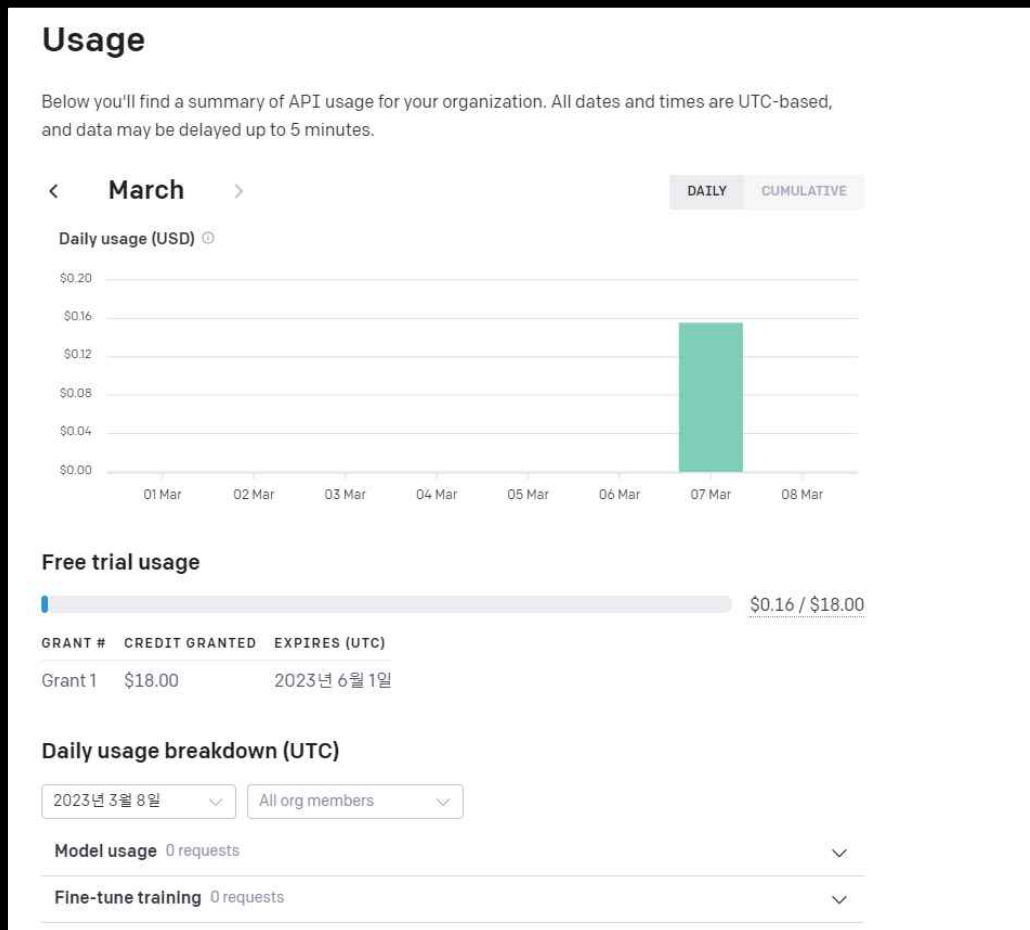 Usage
Below you'll find a summary of API usage for your organization. All dates and times are UTC-based,
and data may be delayed up to 5 minutes.
March
DAILY CUMULATIVE
Daily usage (USD)
$0.20
$0.16
$0.12
$0.08
$0.04
$0.00
01 Mar 02 Mar 03 Mar 04 Mar 05 Mar 06 Mar 07 Mar 08 Mar
Free trial usage
$0.16 / $18.00
GRANT # CREDIT GRANTED EXPIRES (UTC)
Grant 1 $18.00 2023년 6월 1일
Daily usage breakdown (UTC)
2023년 3월 8일 All org members
Model usage 0 requests
Fine-tune training 0 requests